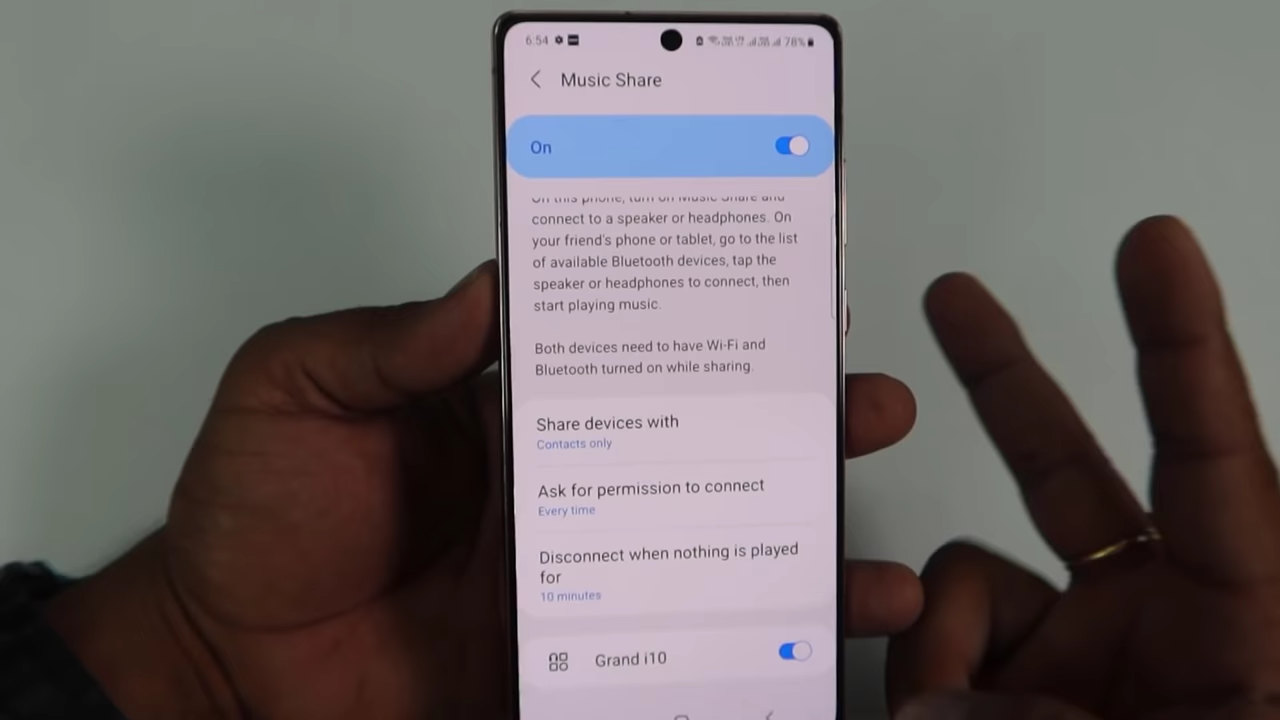 6:54
78%
Music Share
On
On this phone, turn on Music Share and
connect to a speaker or headphones. On
your friend's phone or tablet, go to the list
of available Bluetooth devices, tap the
speaker or headphones to connect, then
start playing music.
Both devices need to have Wi-Fi and
Bluetooth turned on while sharing.
Share devices with
Contacts only
Ask for permission to connect
Every time
Disconnect when nothing is played
for
10 minutes
Grand i10